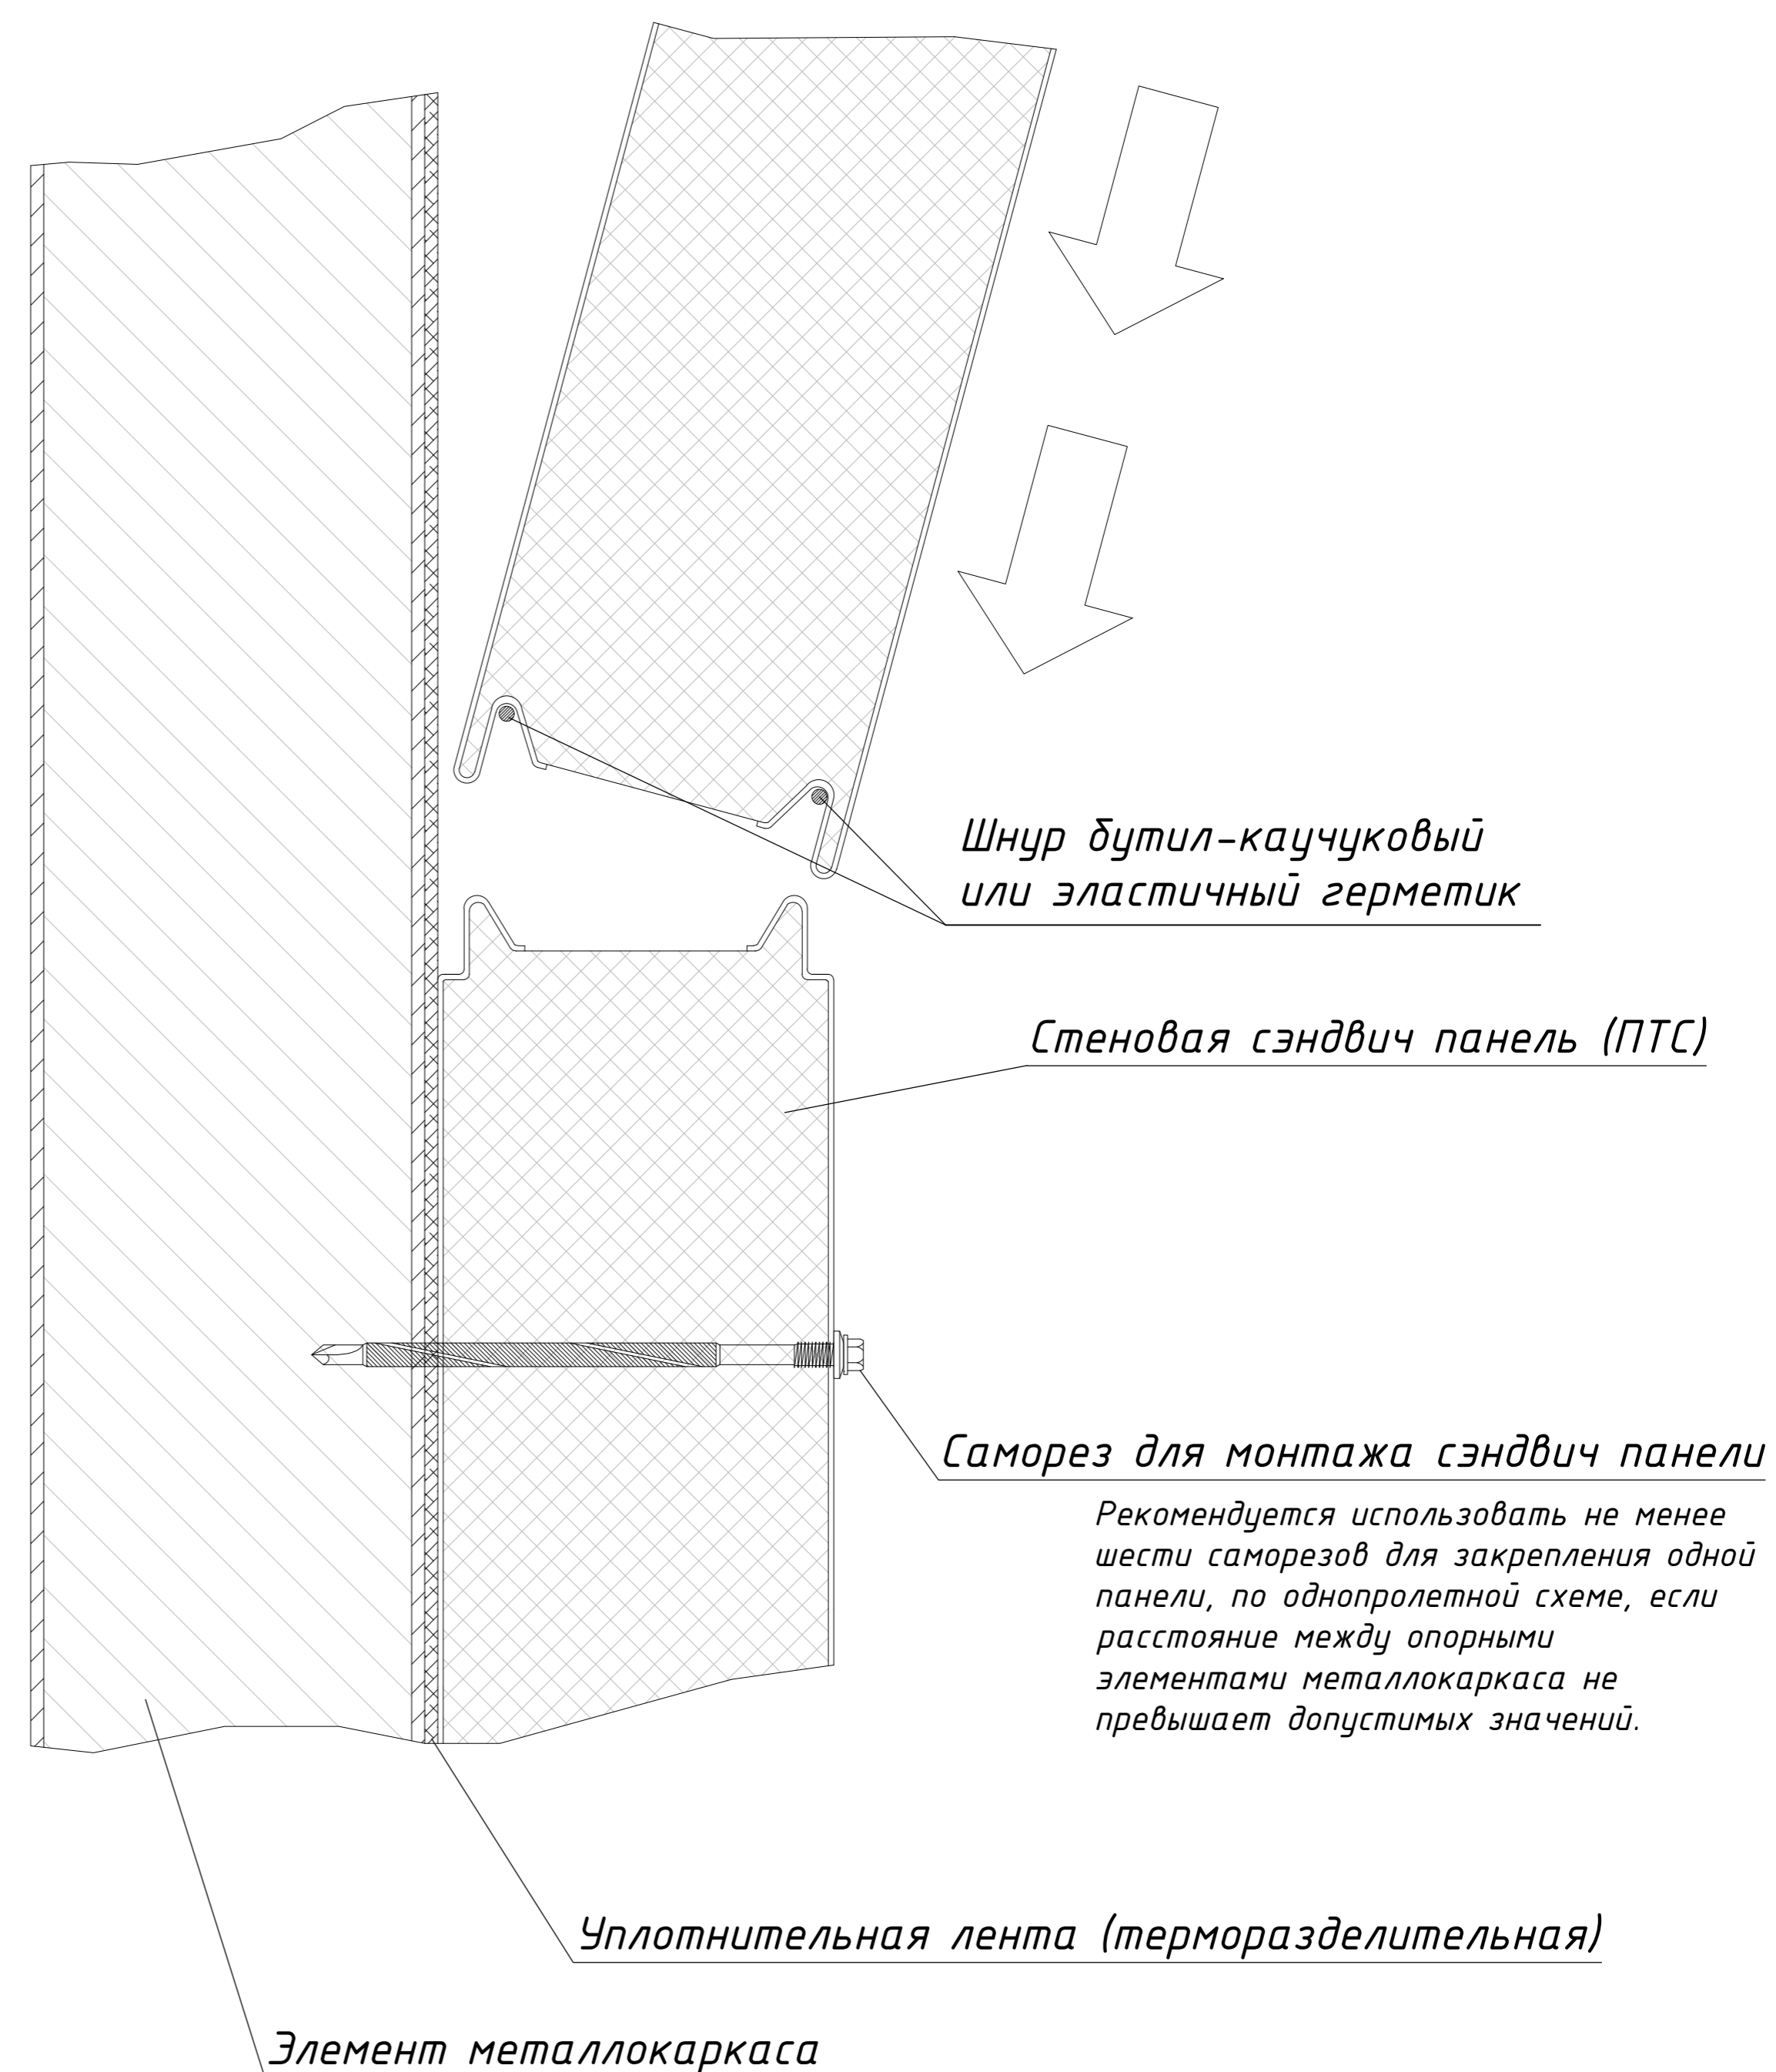 Шнур бутил-каучуковый
или эластичный герметик
Стеновая сэндвич панель (ПТС)
Саморез для монтажа сэндвич панели
Рекомендуется использовать не менее
шести саморезов для закрепления одной
панели, по однопролетной схеме, если
расстояние между опорными
элементами металлокаркаса не
превышает допустимых значений.
Уплотнительная лента (терморазделительная)
Элемент металлокаркаса